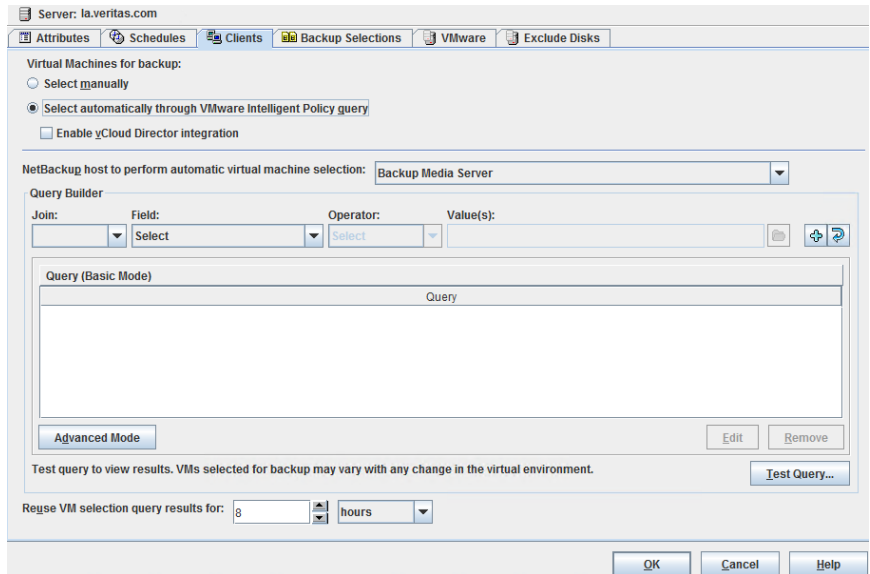 Server: la.veritas.com
Attributes Schedules Clients Backup Selections VMware Exclude Disks
Virtual Machines for backup:
Select manually
Select automatically through VMware Intelligent Policy query
Enable vCloud Director integration
NetBackup host to perform automatic virtual machine selection: Backup Media Server
Query Builder
Join: Field: Operator: Value(s):
Select Select
Query (Basic Mode)
Query
Advanced Mode Edit Remove
Test query to view results. VMs selected for backup may vary with any change in the virtual environment.
Test Query...
Reuse VM selection query results for: 8 hours
OK Cancel Help